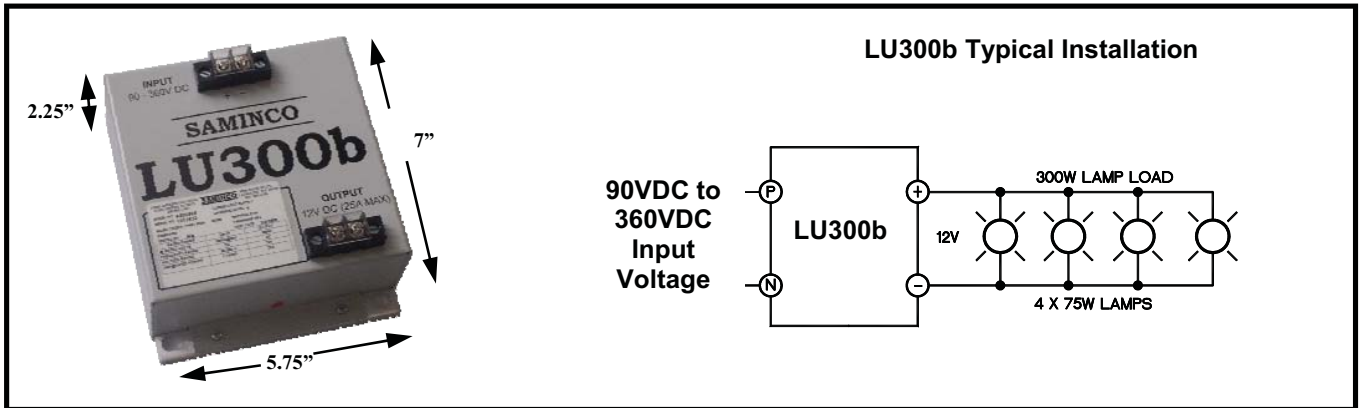 LU300b Typical Installation
2.25”
INPUT
90 - 360V DC
+ -
SAMINCO
LU300b
7”
OUTPUT
12V DC (25A MAX)
SAMINCO
5.75”
90VDC to
360VDC
Input
Voltage
P
N
LU300b
+
-
12V
300W LAMP LOAD
4 X 75W LAMPS